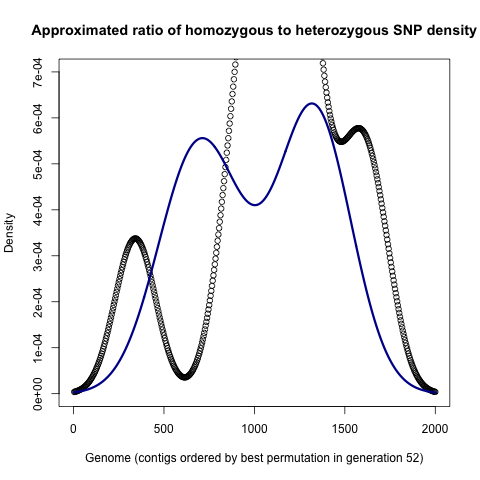 Approximated ratio of homozygous to heterozygous SNP density
7e-04
6e-04
5e-04
4e-04
3e-04
2e-04
1e-04
0e+00
Density
0 500 1000 1500 2000
Genome (contigs ordered by best permutation in generation 52)